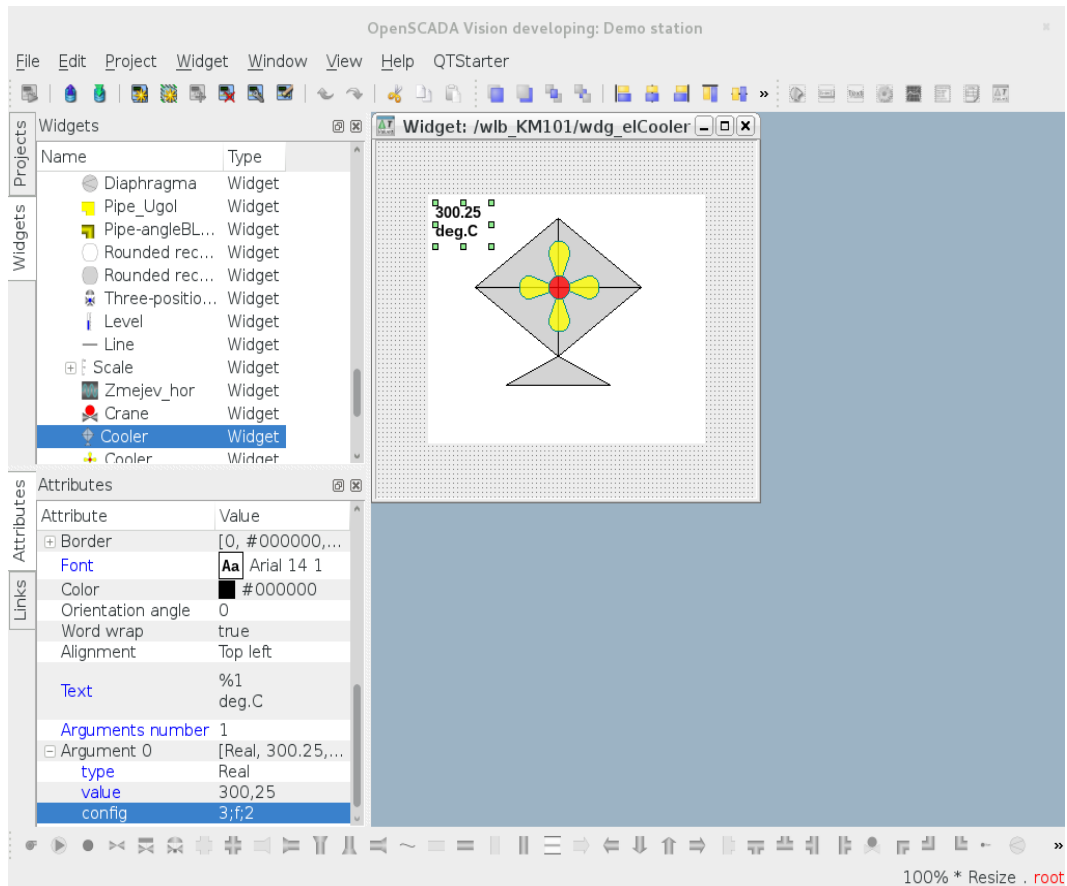 OpenSCADA Vision developing: Demo station
File Edit Project Widget Window View Help QTStarter
»
Projects
Widgets
Widgets
Name Type
Diaphragma Widget
Pipe_Ugol Widget
Pipe-angleBL... Widget
Rounded rec... Widget
Rounded rec... Widget
Three-positio... Widget
Level Widget
Line Widget
Scale Widget
Zmejev_hor Widget
Crane Widget
Cooler Widget
Cooler Widget
Widget: /wlb_KM101/wdg_elCooler
300.25
deg.C
Attributes
Links
Attributes
Attribute Value
Border [0, #000000,...
Font Aa Arial 14 1
Color #000000
Orientation angle 0
Word wrap true
Alignment Top left
Text %1
deg.C
Arguments number 1
Argument 0 [Real, 300.25,...
type Real
value 300,25
config 3;f;2
»
100% * Resize . root